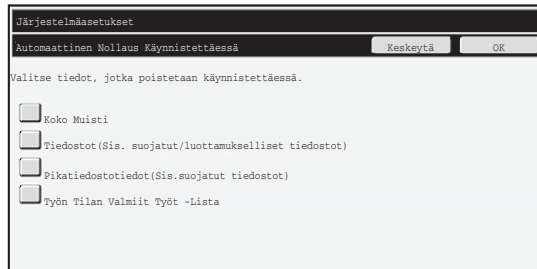 Järjestelmäasetukset
Automaattinen Nollaus Käynnistettäessä Keskeytä OK
Valitse tiedot, jotka poistetaan käynnistettäessä.
Koko Muisti
Tiedostot(Sis. suojatut/luottamukselliset tiedostot)
Pikatiedostotiedot(Sis.suojatut tiedostot)
Työn Tilan Valmiit Työt -Lista